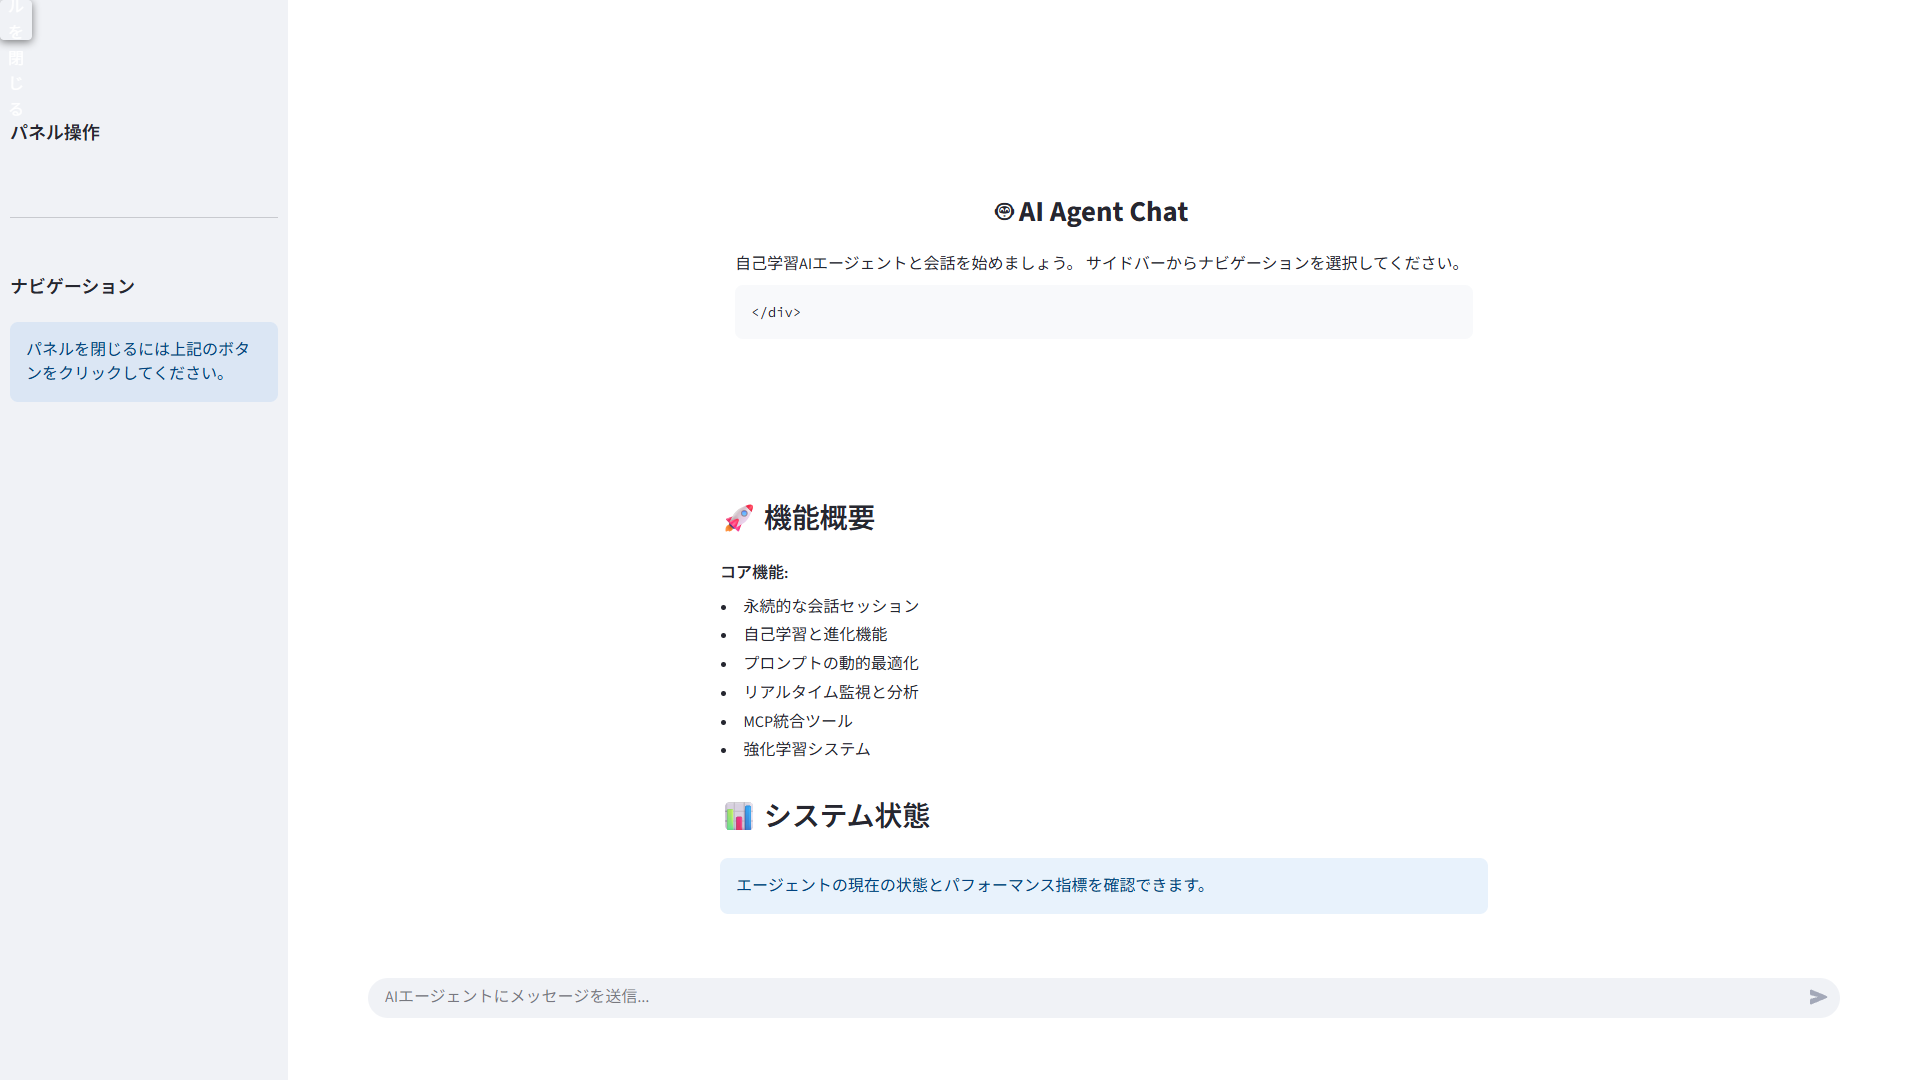 ル
を
閉
じ
る
パネル操作
ナビゲーション
パネルを閉じるには上記のボタ
ンをクリックしてください。
AI Agent Chat
自己学習AIエージェントと会話を始めましょう。 サイドバーからナビゲーションを選択してください。
</div>
🚀 機能概要
コア機能:
• 永続的な会話セッション
• 自己学習と進化機能
• プロンプトの動的最適化
• リアルタイム監視と分析
• MCP統合ツール
• 強化学習システム
📊 システム状態
エージェントの現在の状態とパフォーマンス指標を確認できます。
AIエージェントにメッセージを送信...